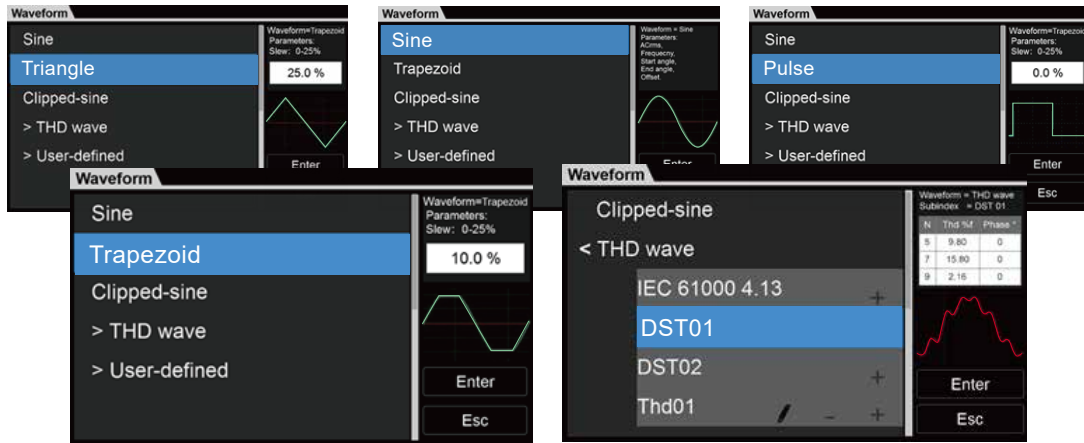 Waveform
Sine
Triangle
Clipped-sine
> THD wave
> User-defined
Waveform=Trapezoid
Parameters:
Slew: 0-25%
25.0 %
Enter
Waveform
Sine
Trapezoid
Clipped-sine
> THD wave
> User-defined
Waveform = Sine
Parameters:
ACrms,
Frequecny,
Start angle,
End angle,
Offset.
Enter
Waveform
Sine
Pulse
Clipped-sine
> THD wave
> User-defined
Waveform=Trapezoid
Parameters:
Slew: 0-25%
0.0 %
Enter
Esc
Waveform
Sine
Trapezoid
Clipped-sine
> THD wave
> User-defined
Waveform=Trapezoid
Parameters:
Slew: 0-25%
10.0 %
Enter
Esc
Waveform
Clipped-sine
< THD wave
IEC 61000 4.13 +
DST01
DST02 +
Thd01 - +
Waveform = THD wave
Subindex = DST 01
N Thd %f Phase °
5 9.80 0
7 15.80 0
9 2.16 0
Enter
Esc